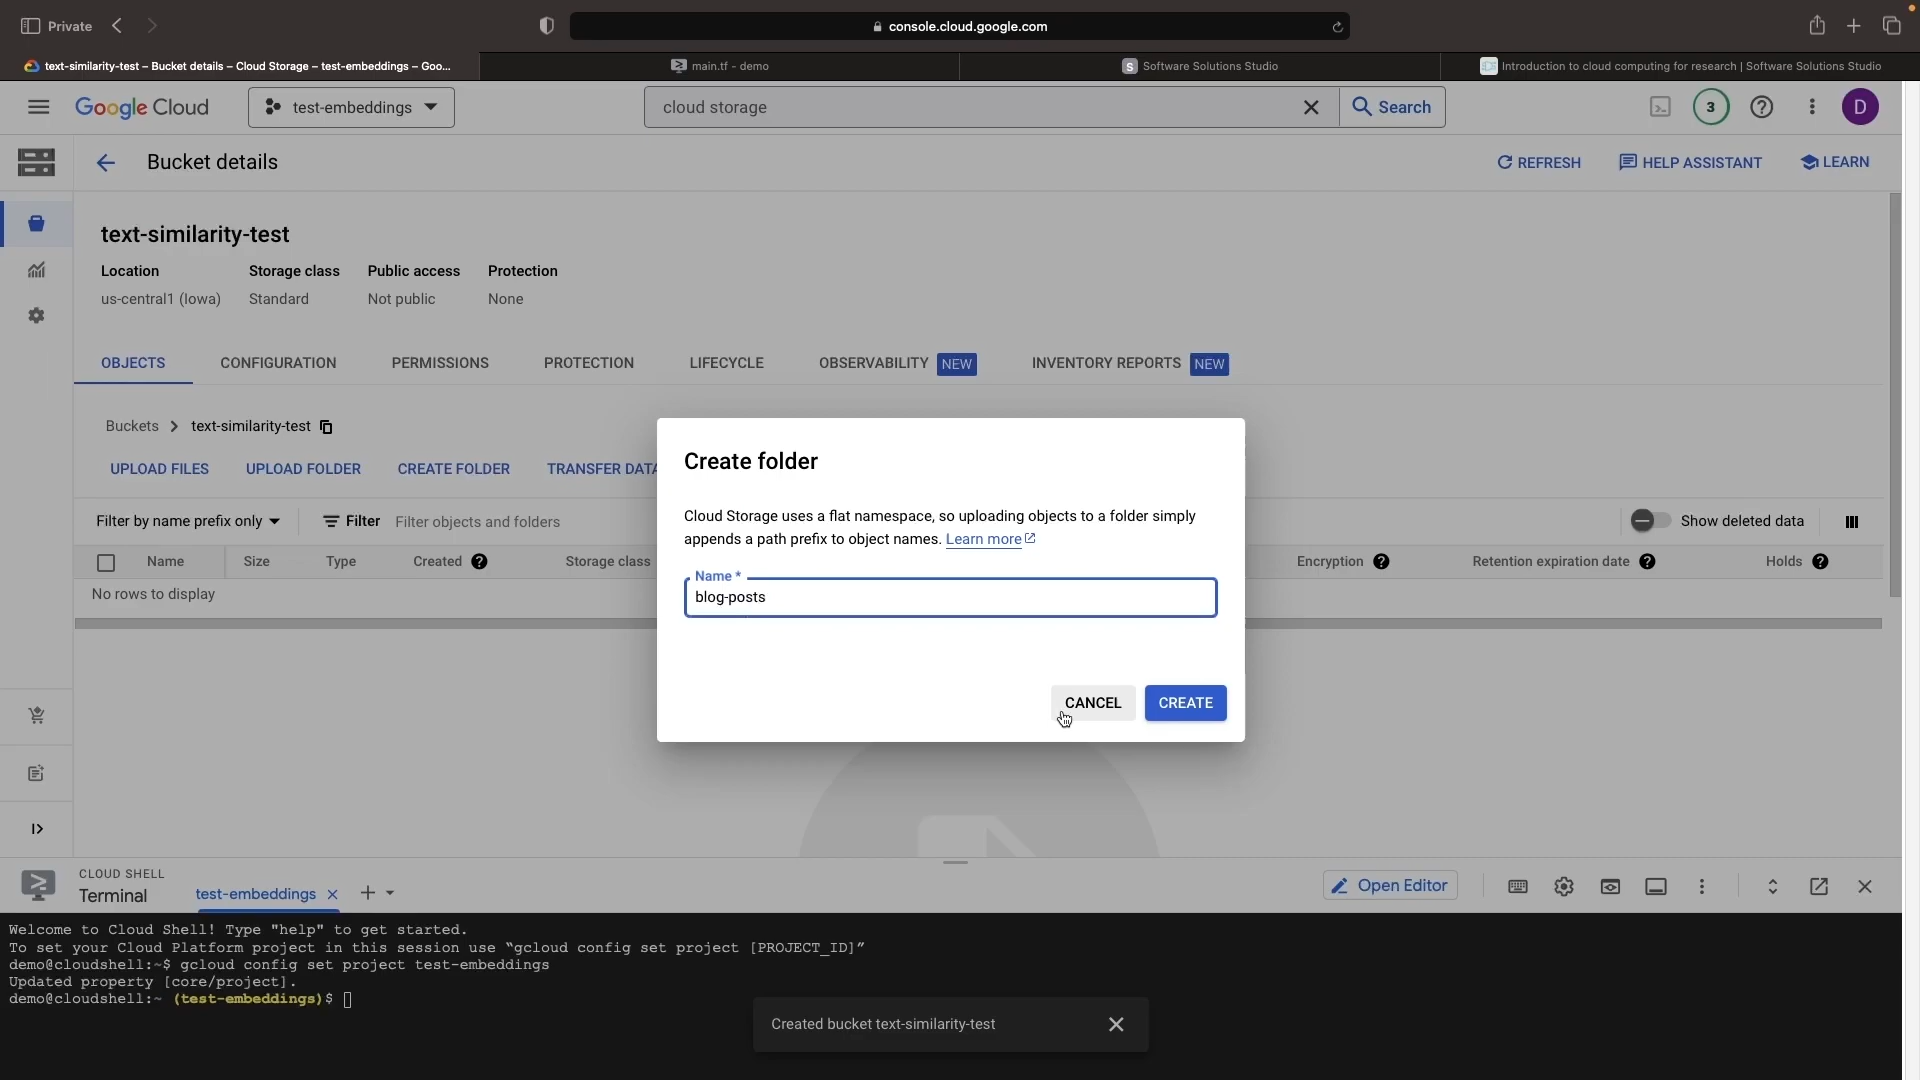 Private
console.cloud.google.com
text-similarity-test – Bucket details – Cloud Storage – test-embeddings – Goo...
main.tf - demo
S Software Solutions Studio
Introduction to cloud computing for research | Software Solutions Studio
Google Cloud
test-embeddings
cloud storage
Search
3
D
Bucket details
REFRESH
HELP ASSISTANT
LEARN
text-similarity-test
Location Storage class Public access Protection
us-central1 (Iowa) Standard Not public None
OBJECTS CONFIGURATION PERMISSIONS PROTECTION LIFECYCLE OBSERVABILITY NEW INVENTORY REPORTS NEW
Buckets > text-similarity-test
UPLOAD FILES UPLOAD FOLDER CREATE FOLDER TRANSFER DATA
Filter by name prefix only Filter Filter objects and folders Show deleted data
Name Size Type Created Storage class Encryption Retention expiration date Holds
No rows to display
Create folder
Cloud Storage uses a flat namespace, so uploading objects to a folder simply
appends a path prefix to object names. Learn more
Name *
blog-posts
CANCEL CREATE
CLOUD SHELL
Terminal
test-embeddings
Open Editor
Welcome to Cloud Shell! Type "help" to get started.
To set your Cloud Platform project in this session use “gcloud config set project [PROJECT_ID]”
demo@cloudshell:~$ gcloud config set project test-embeddings
Updated property [core/project].
demo@cloudshell:~ (test-embeddings)$
Created bucket text-similarity-test